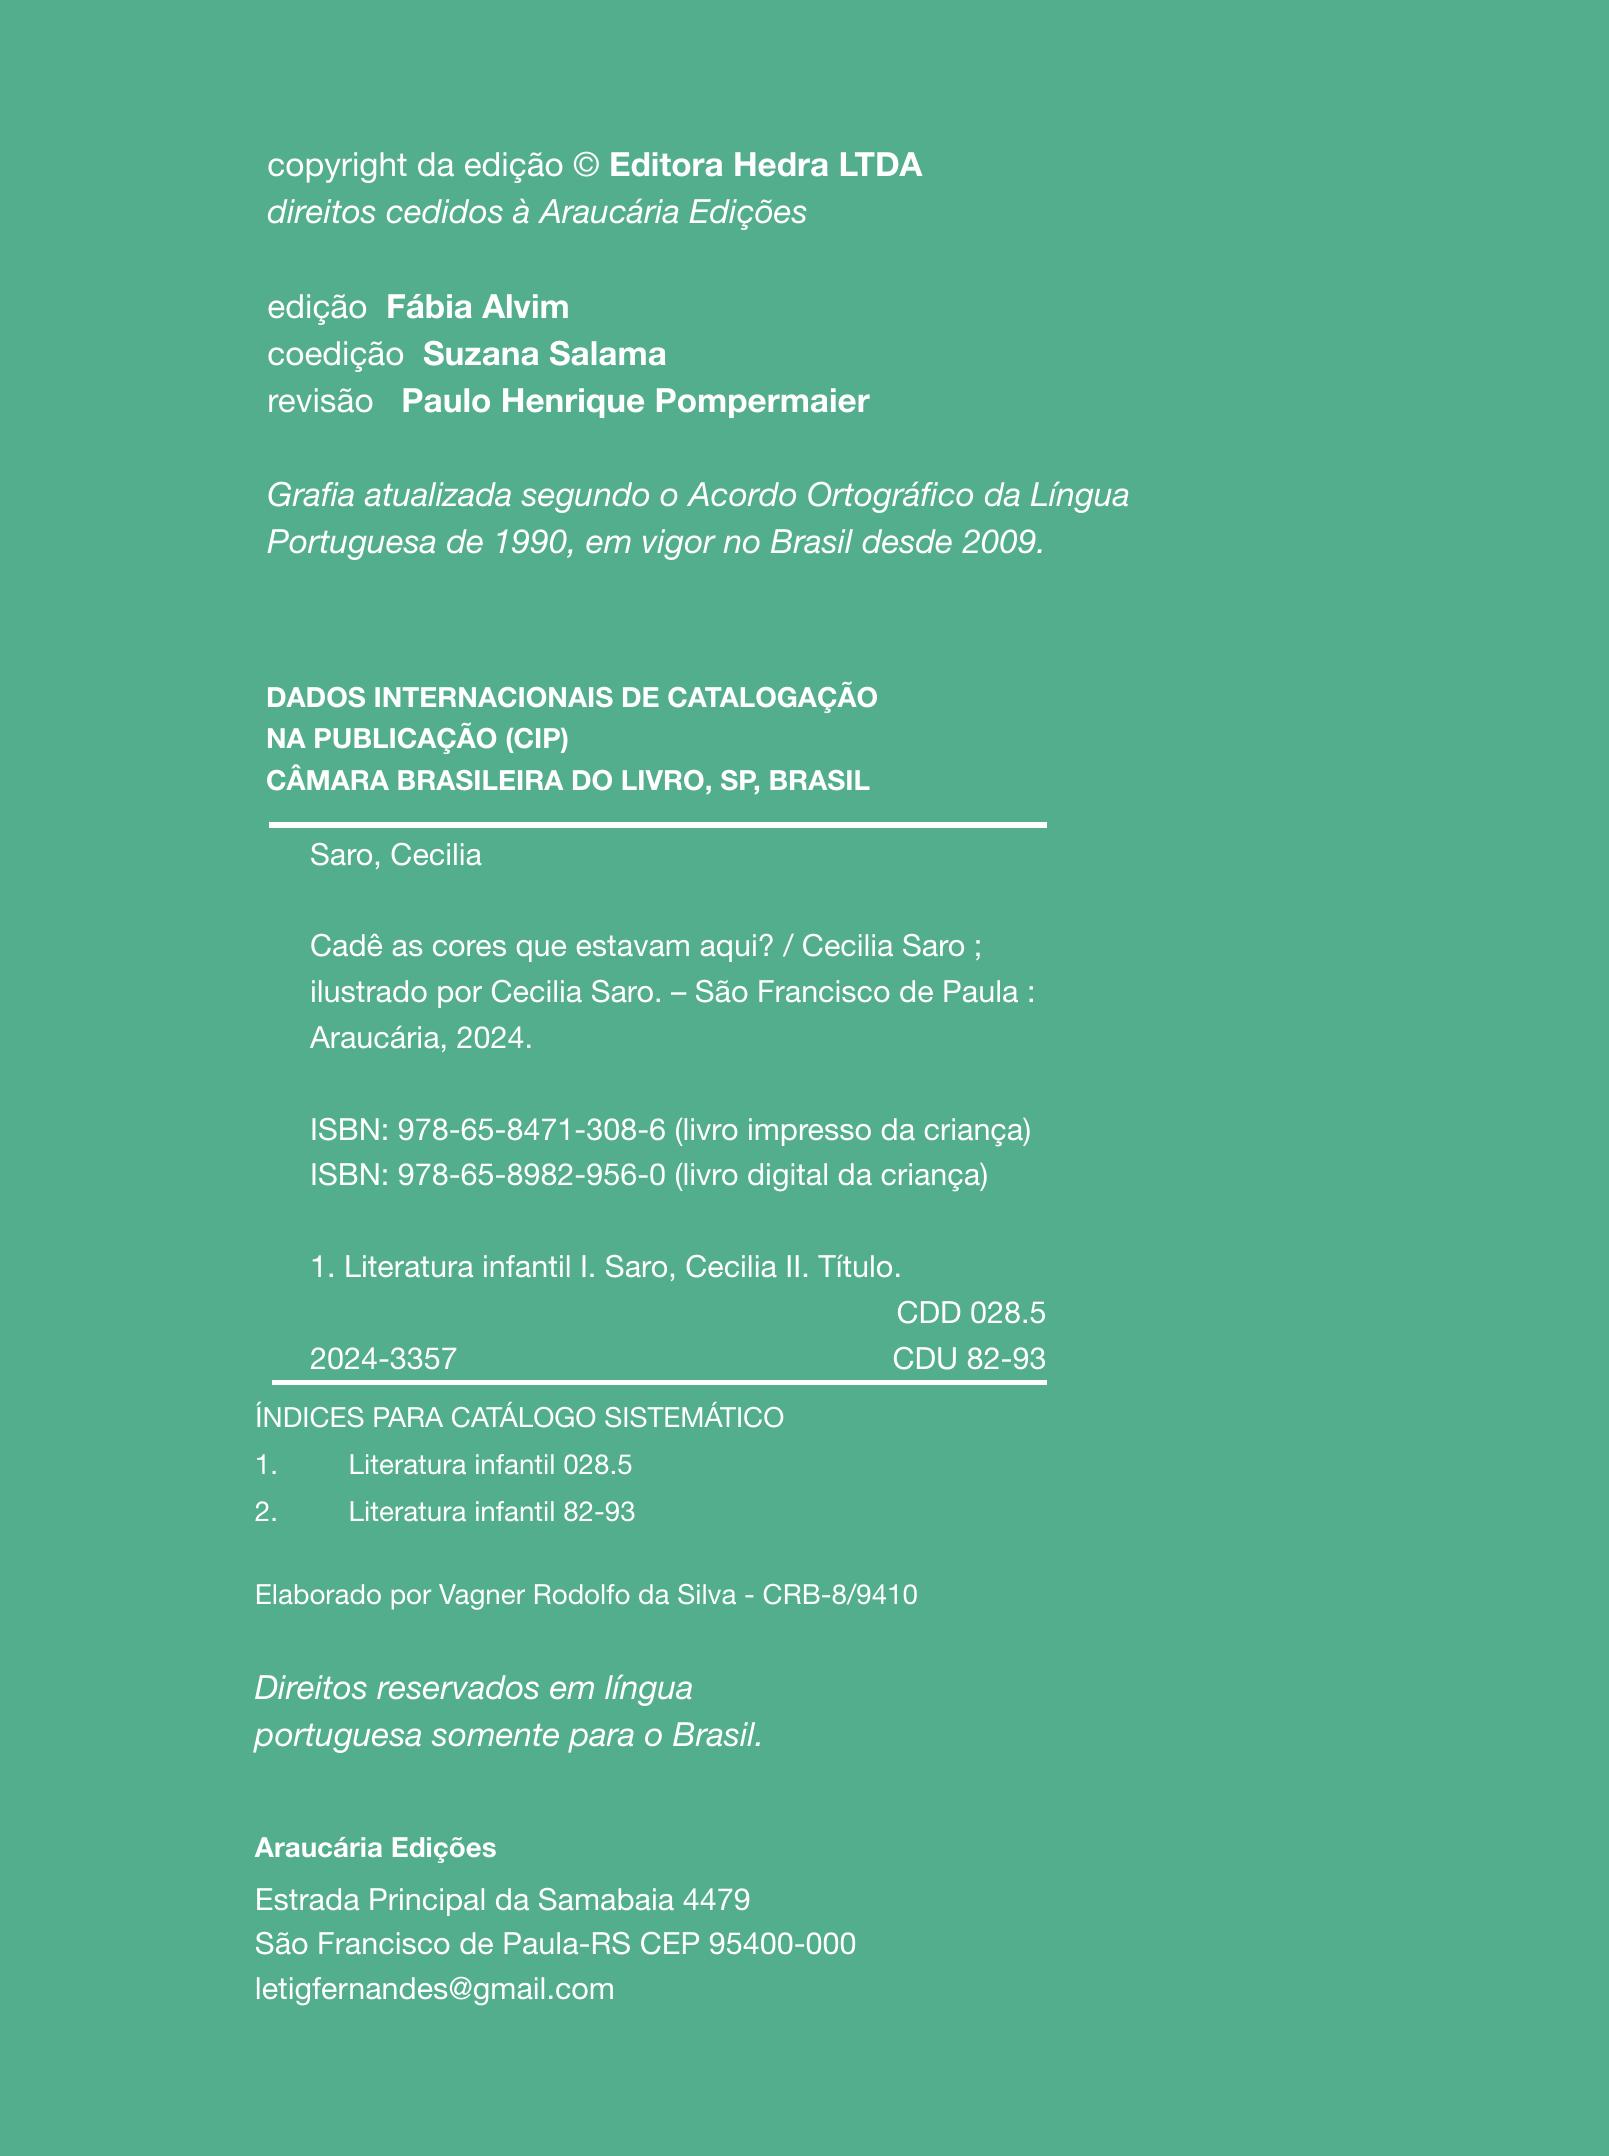 copyright da edição © Editora Hedra LTDA
direitos cedidos à Araucária Edições
edição Fábia Alvim
coedição Suzana Salama
revisão Paulo Henrique Pompermaier
Grafia atualizada segundo o Acordo Ortográfico da Língua
Portuguesa de 1990, em vigor no Brasil desde 2009.
DADOS INTERNACIONAIS DE CATALOGAÇÃO
NA PUBLICAÇÃO (CIP)
CÂMARA BRASILEIRA DO LIVRO, SP, BRASIL
Saro, Cecilia
Cadê as cores que estavam aqui? / Cecilia Saro ;
ilustrado por Cecilia Saro. – São Francisco de Paula :
Araucária, 2024.
ISBN: 978-65-8471-308-6 (livro impresso da criança)
ISBN: 978-65-8982-956-0 (livro digital da criança)
1. Literatura infantil I. Saro, Cecilia II. Título.
CDD 028.5
2024-3357 CDU 82-93
ÍNDICES PARA CATÁLOGO SISTEMÁTICO
1. Literatura infantil 028.5
2. Literatura infantil 82-93
Elaborado por Vagner Rodolfo da Silva - CRB-8/9410
Direitos reservados em língua
portuguesa somente para o Brasil.
Araucária Edições
Estrada Principal da Samabaia 4479
São Francisco de Paula-RS CEP 95400-000
letigfernandes@gmail.com